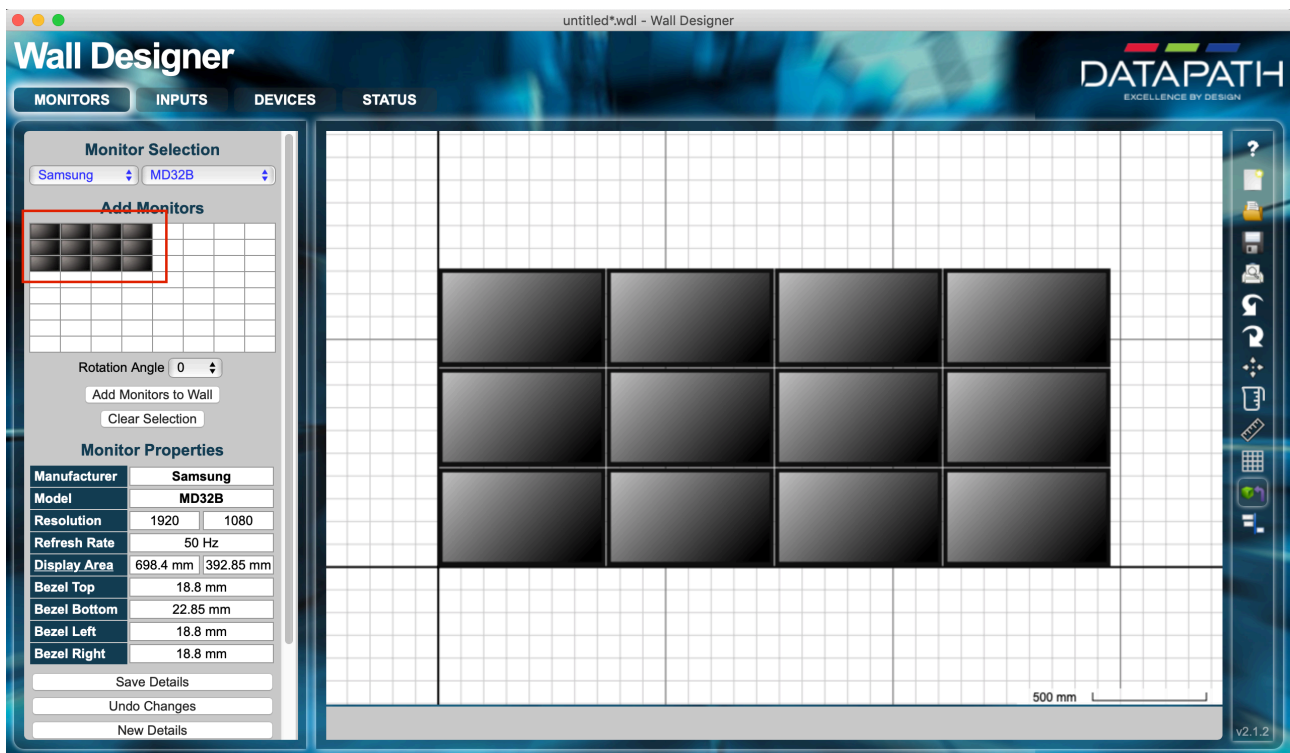 untitled*.wdl - Wall Designer
Wall Designer
DATAPATH
EXCELLENCE BY DESIGN
MONITORS INPUTS DEVICES STATUS
Monitor Selection
Samsung MD32B
Add Monitors
Rotation Angle 0
Add Monitors to Wall
Clear Selection
Monitor Properties
Manufacturer Samsung
Model MD32B
Resolution 1920 1080
Refresh Rate 50 Hz
Display Area 698.4 mm 392.85 mm
Bezel Top 18.8 mm
Bezel Bottom 22.85 mm
Bezel Left 18.8 mm
Bezel Right 18.8 mm
Save Details
Undo Changes
New Details
?
500 mm
v2.1.2